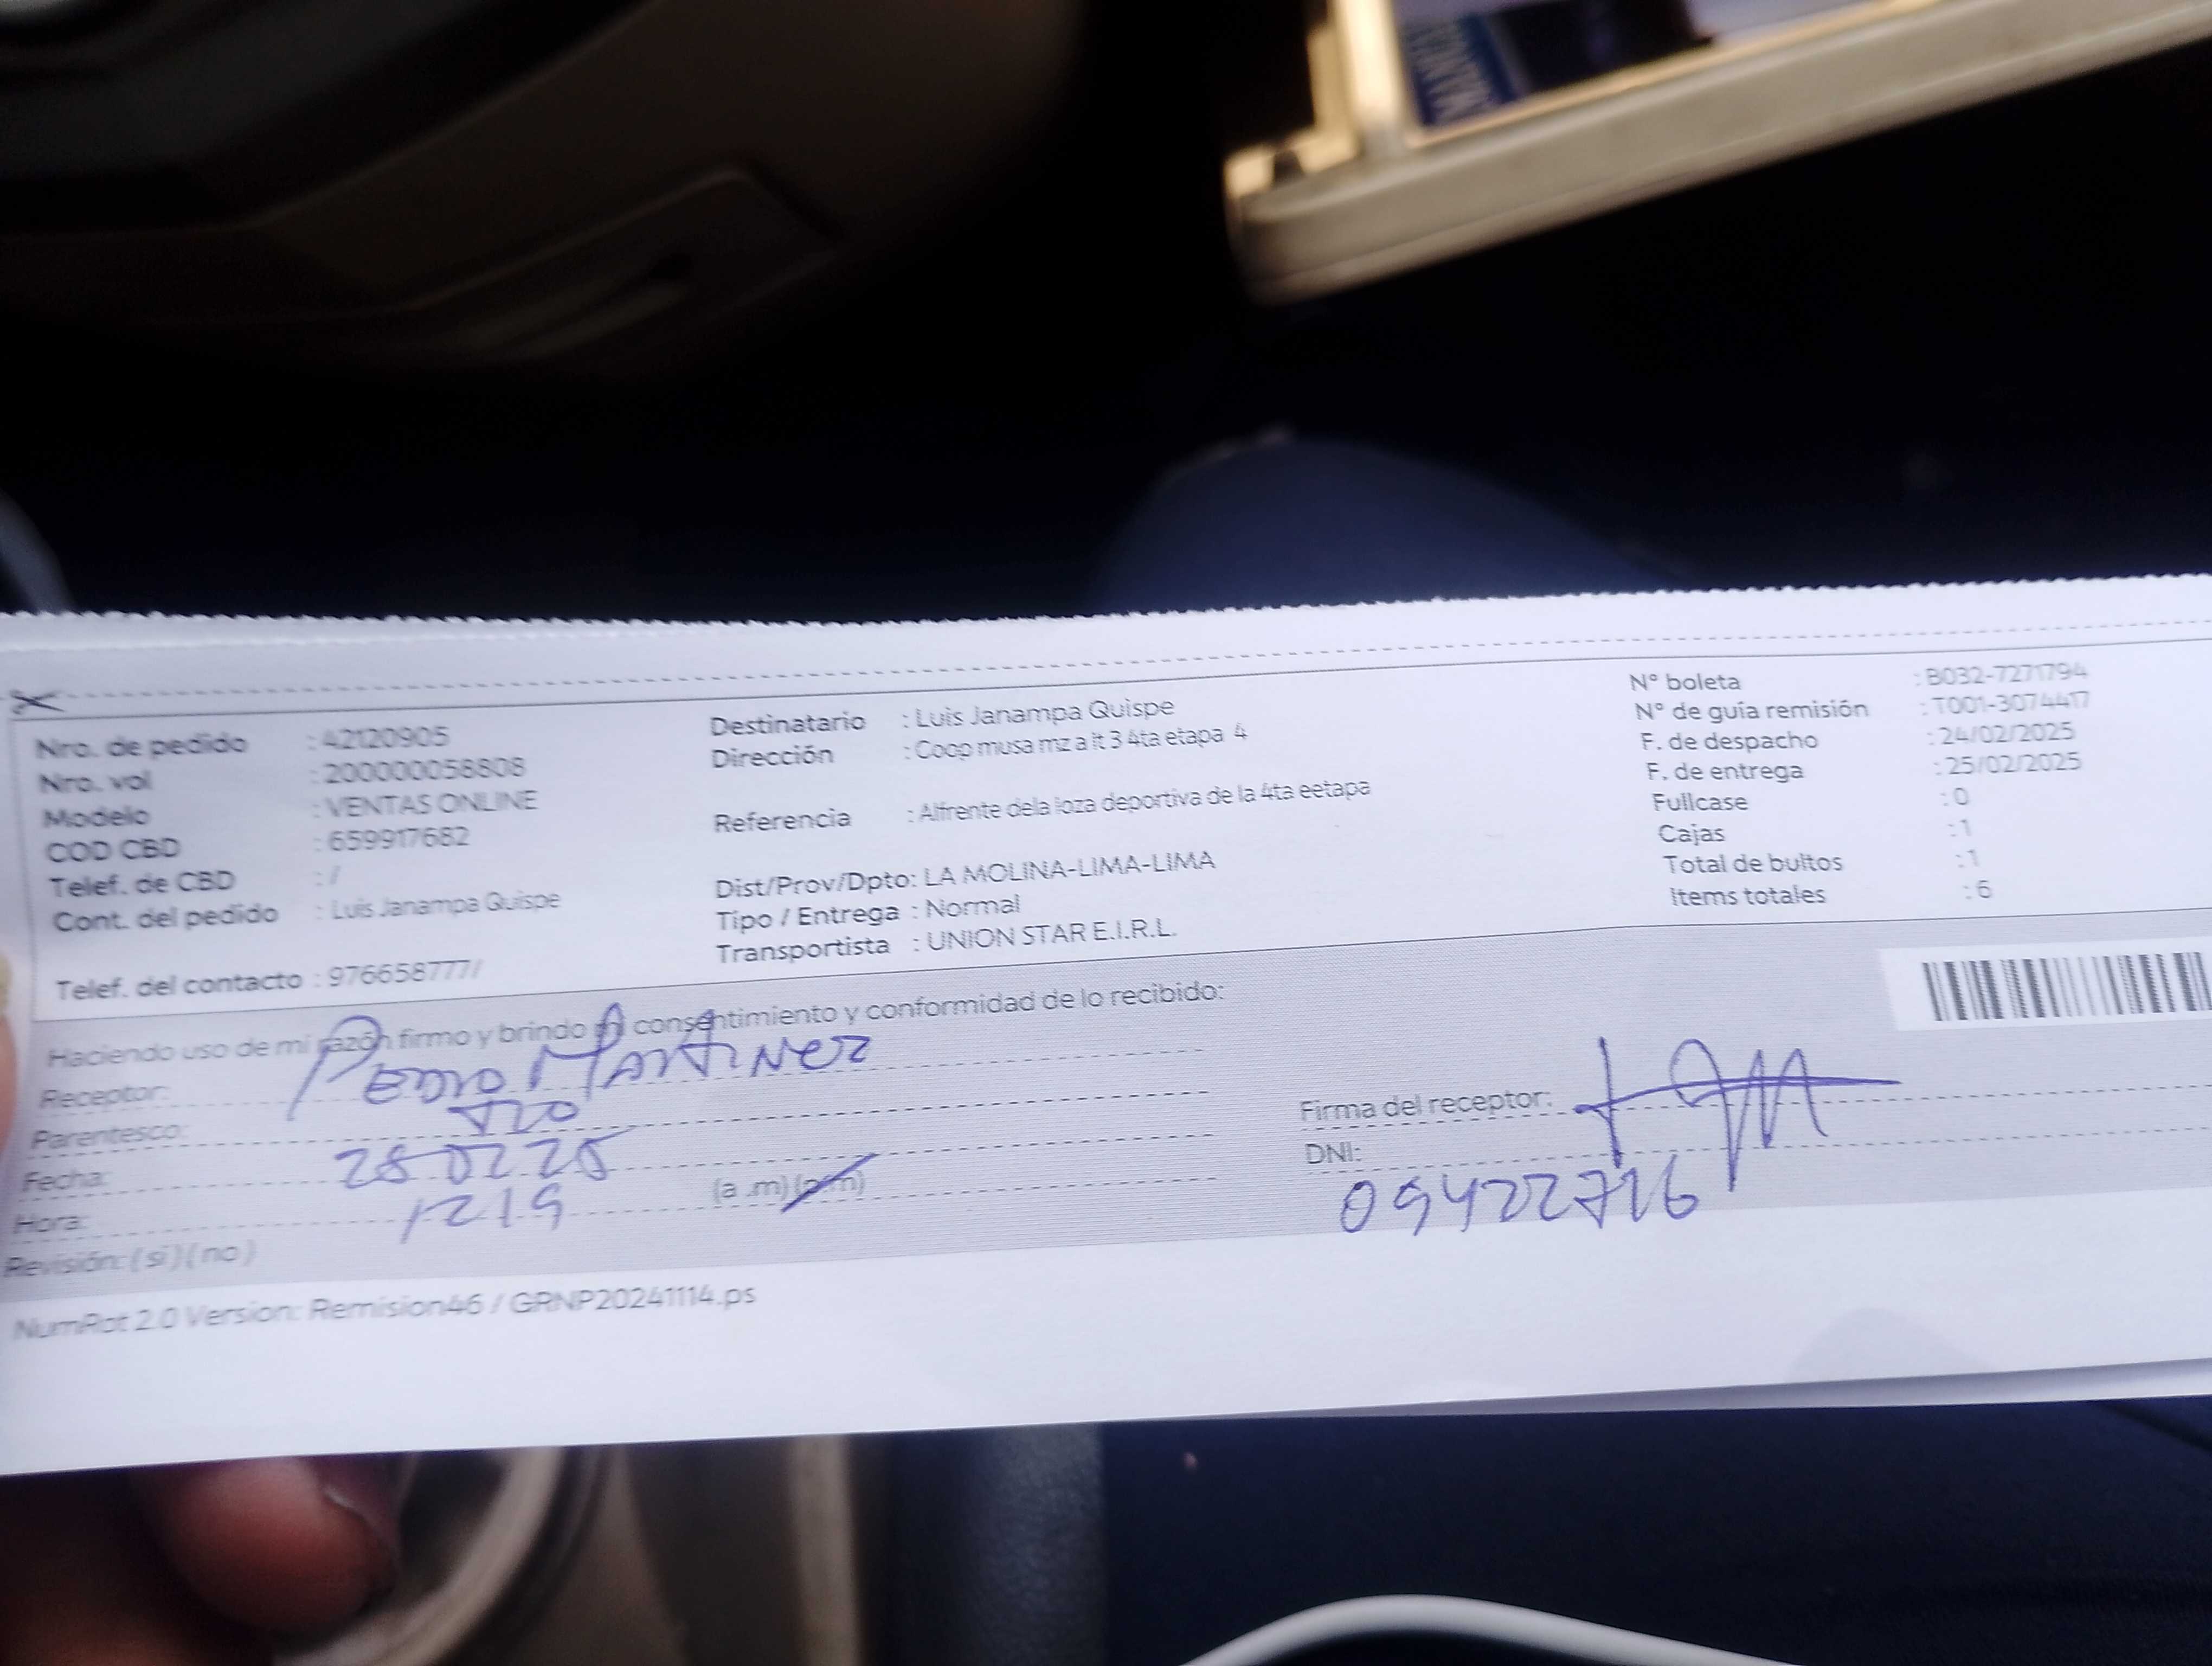 Nro. de pedido : 42120905
Nro. vol : 200000058808
Modelo : VENTAS ONLINE
COD CBD : 659917682
Telef. de CBD : /
Cont. del pedido : Luis Janampa Quispe
Telef. del contacto : 976658777/
Destinatario : Luis Janampa Quispe
Dirección : Coop musa mz a lt 3 4ta etapa 4
Referencia : Alfrente dela loza deportiva de la 4ta eetapa
Dist/Prov/Dpto: LA MOLINA-LIMA-LIMA
Tipo / Entrega : Normal
Transportista : UNION STAR E.I.R.L.
N° boleta : B032-7271794
N° de guía remisión : T001-3074417
F. de despacho : 24/02/2025
F. de entrega : 25/02/2025
Fullcase : 0
Cajas : 1
Total de bultos : 1
Items totales : 6
Haciendo uso de mi razón firmo y brindo mi consentimiento y conformidad de lo recibido:
Receptor: Pedro Martinez
Parentesco: Tio
Fecha: 25 02 25
Hora: 1219 (a .m) (p.m)
Revisión: ( si ) ( no )
Firma del receptor:
DNI: 09422726
NumRpt 2.0 Version: Remision46 / GRNP20241114.ps